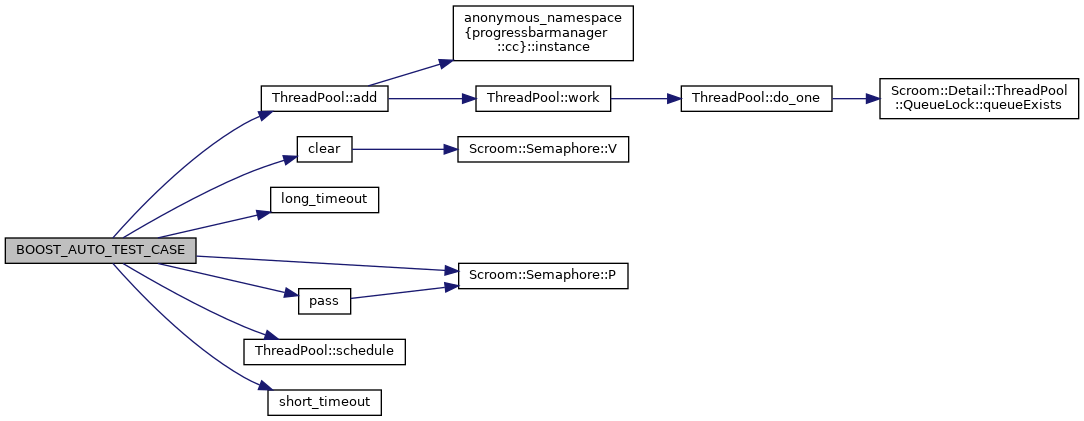 anonymous_namespace
{progressbarmanager
::cc}::instance
ThreadPool::add
ThreadPool::work
ThreadPool::do_one
Scroom::Detail::ThreadPool
::QueueLock::queueExists
clear
Scroom::Semaphore::V
long_timeout
BOOST_AUTO_TEST_CASE
Scroom::Semaphore::P
pass
ThreadPool::schedule
short_timeout